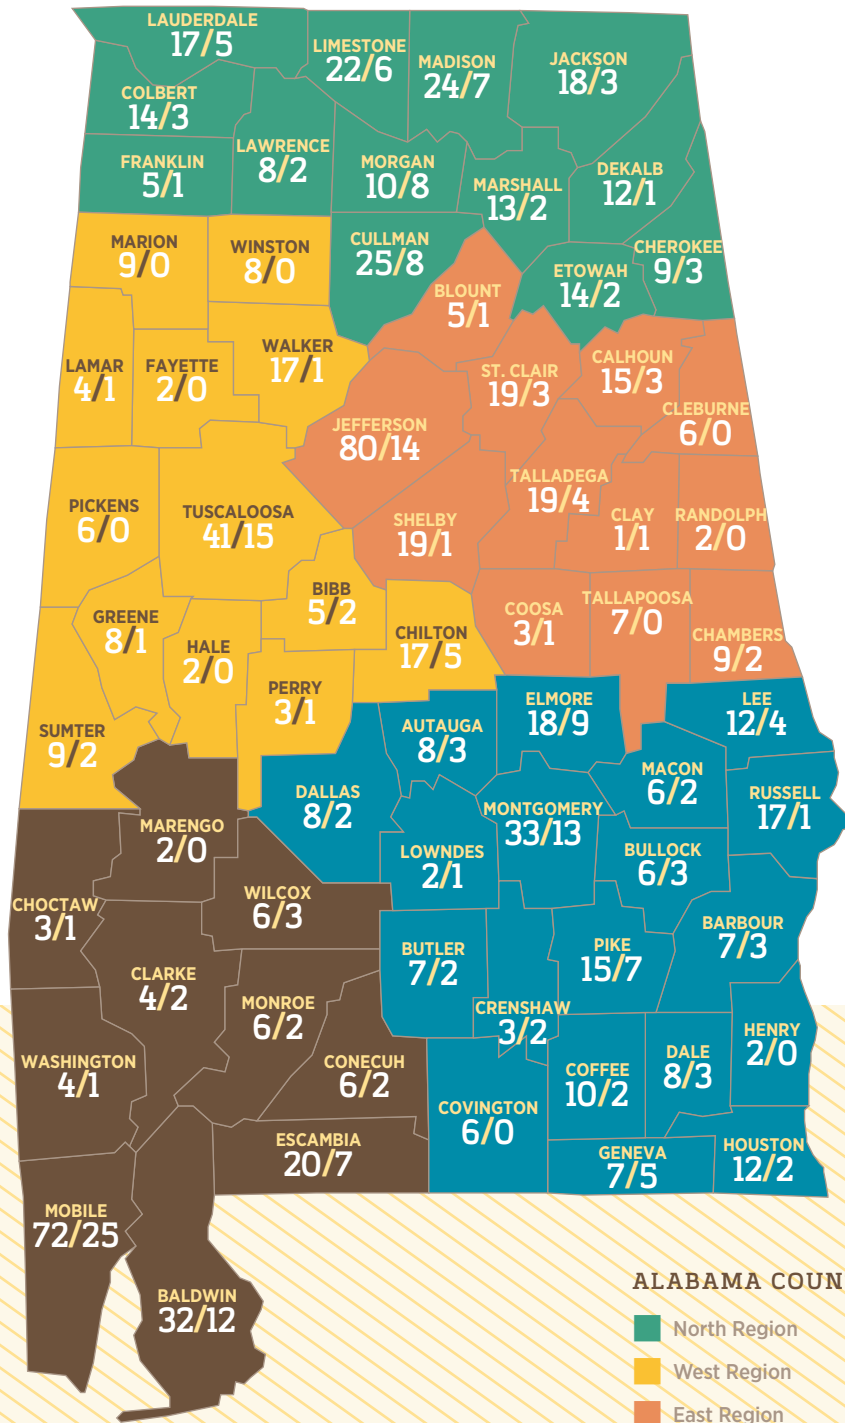 LAUDERDALE
17/5
LIMESTONE
22/6
MADISON
24/7
JACKSON
18/3
COLBERT
14/3
LAWRENCE
8/2
FRANKLIN
5/1
MORGAN
10/8
MARSHALL
13/2
DEKALB
12/1
MARION
9/0
WINSTON
8/0
CULLMAN
25/8
CHEROKEE
9/3
ETOWAH
14/2
BLOUNT
5/1
WALKER
17/1
LAMAR
4/1
FAYETTE
2/0
ST. CLAIR
19/3
CALHOUN
15/3
CLEBURNE
6/0
JEFFERSON
80/14
TALLADEGA
19/4
PICKENS
6/0
TUSCALOOSA
41/15
SHELBY
19/1
CLAY
1/1
RANDOLPH
2/0
BIBB
5/2
GREENE
8/1
HALE
2/0
CHILTON
17/5
COOSA
3/1
TALLAPOOSA
7/0
CHAMBERS
9/2
PERRY
3/1
SUMTER
9/2
AUTAUGA
8/3
ELMORE
18/9
LEE
12/4
MACON
6/2
DALLAS
8/2
RUSSELL
17/1
MONTGOMERY
33/13
MARENGO
2/0
LOWNDES
2/1
BULLOCK
6/3
CHOCTAW
3/1
WILCOX
6/3
BARBOUR
7/3
BUTLER
7/2
PIKE
15/7
CLARKE
4/2
MONROE
6/2
CRENSHAW
3/2
HENRY
2/0
WASHINGTON
4/1
CONECUH
6/2
COFFEE
10/2
DALE
8/3
COVINGTON
6/0
ESCAMBIA
20/7
GENEVA
7/5
HOUSTON
12/2
MOBILE
72/25
BALDWIN
32/12
ALABAMA COUN
North Region
West Region
East Region